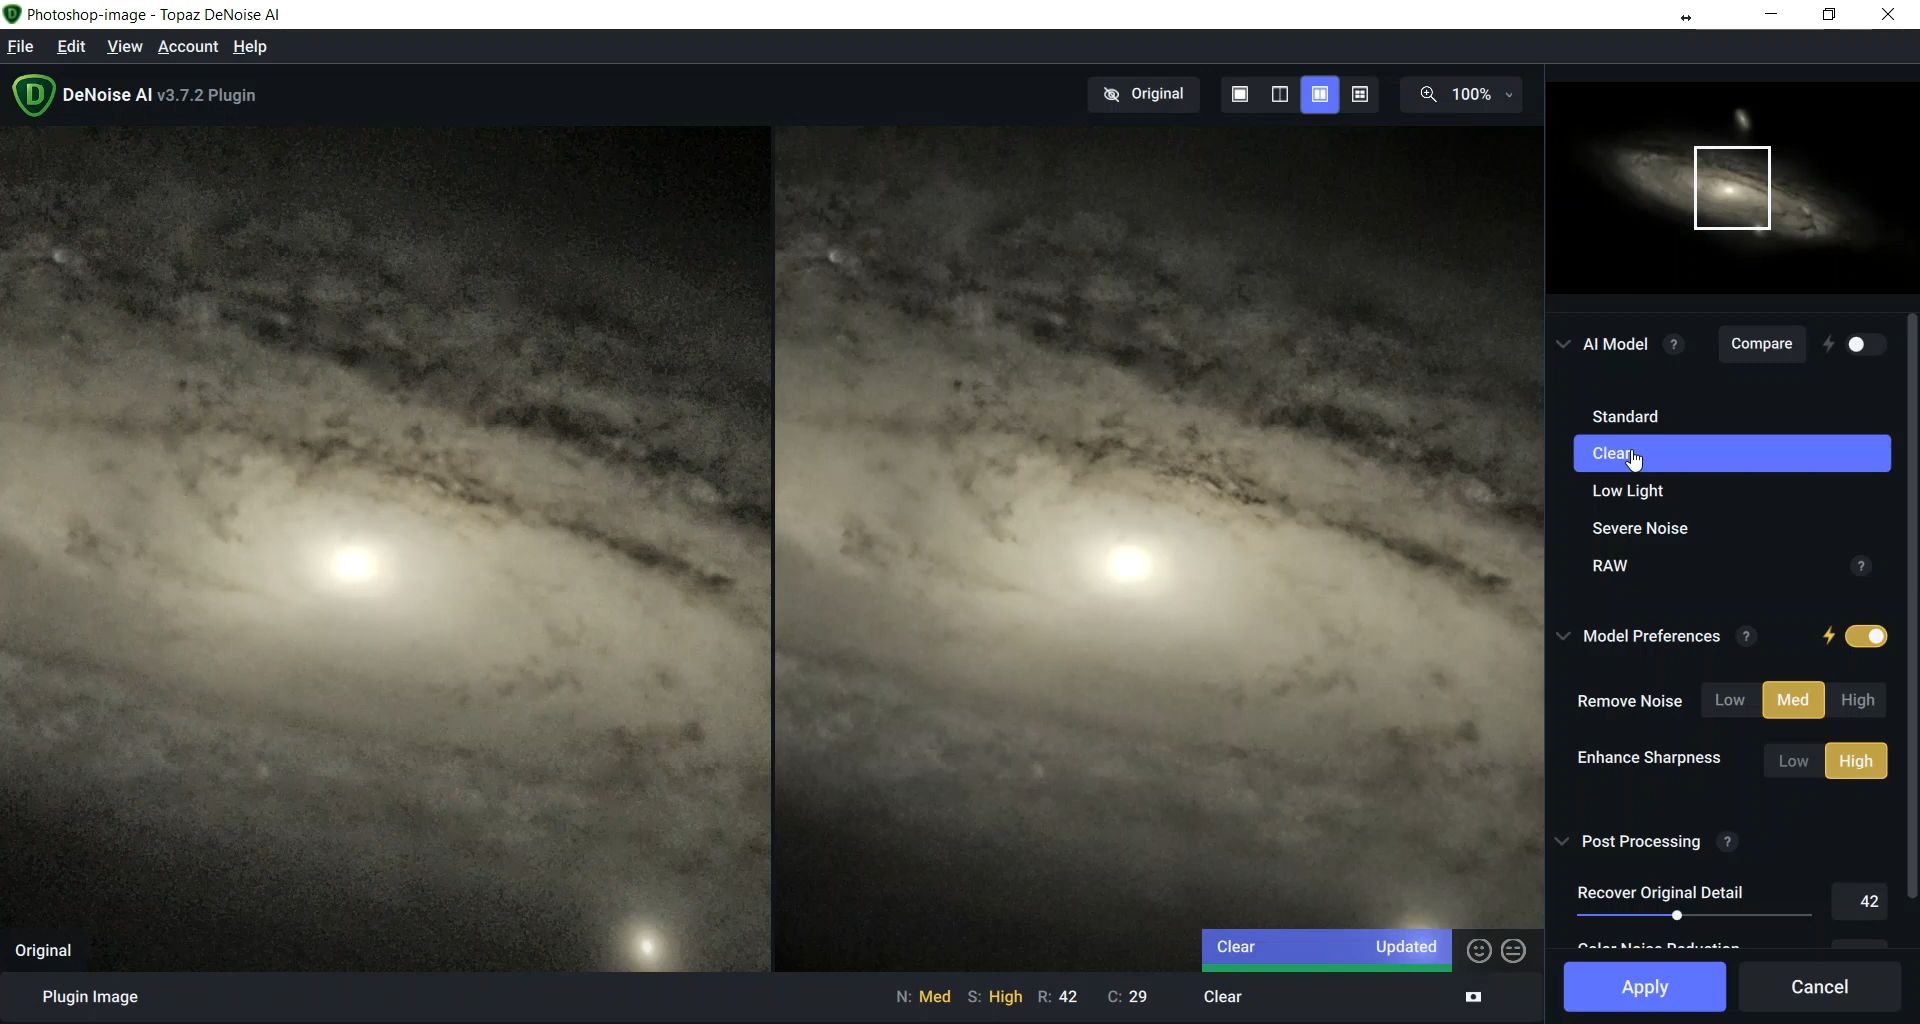 Photoshop-image - Topaz DeNoise AI
File Edit View Account Help
DeNoise AI v3.7.2 Plugin
Original
100%
AI Model ?
Compare
Standard
Clear
Low Light
Severe Noise
RAW ?
Model Preferences ?
Remove Noise Low Med High
Enhance Sharpness Low High
Post Processing ?
Recover Original Detail 42
Color Noise Reduction
Original
Clear Updated
Plugin Image
N: Med S: High R: 42 C: 29
Clear
Apply Cancel